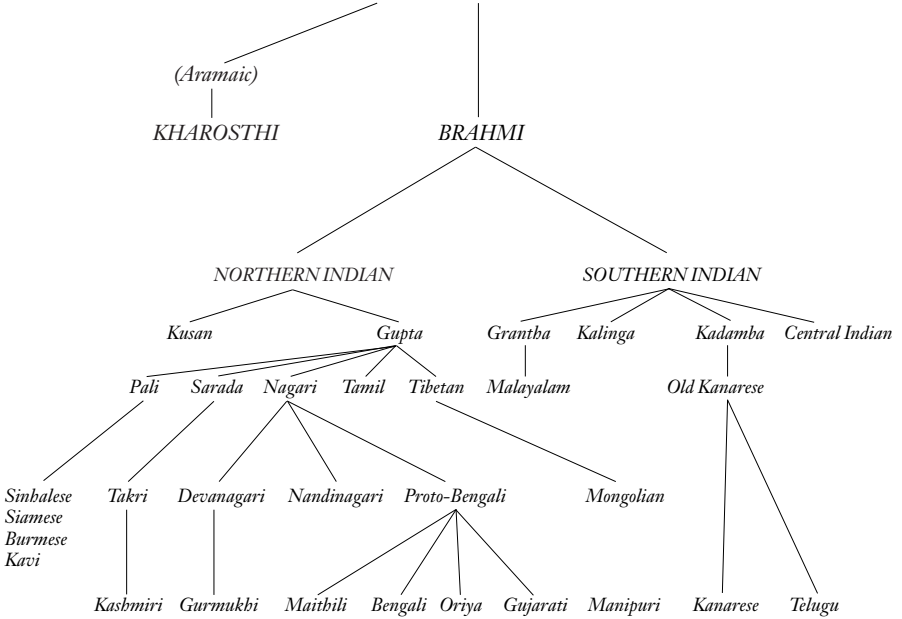 (Aramaic)
KHAROSTHI BRAHMI
NORTHERN INDIAN SOUTHERN INDIAN
Kusan Gupta Grantha Kalinga Kadamba Central Indian
Pali Sarada Nagari Tamil Tibetan Malayalam Old Kanarese
Sinhalese Takri Devanagari Nandinagari Proto-Bengali Mongolian
Siamese
Burmese
Kavi
Kashmiri Gurmukhi Maithili Bengali Oriya Gujarati Manipuri Kanarese Telugu